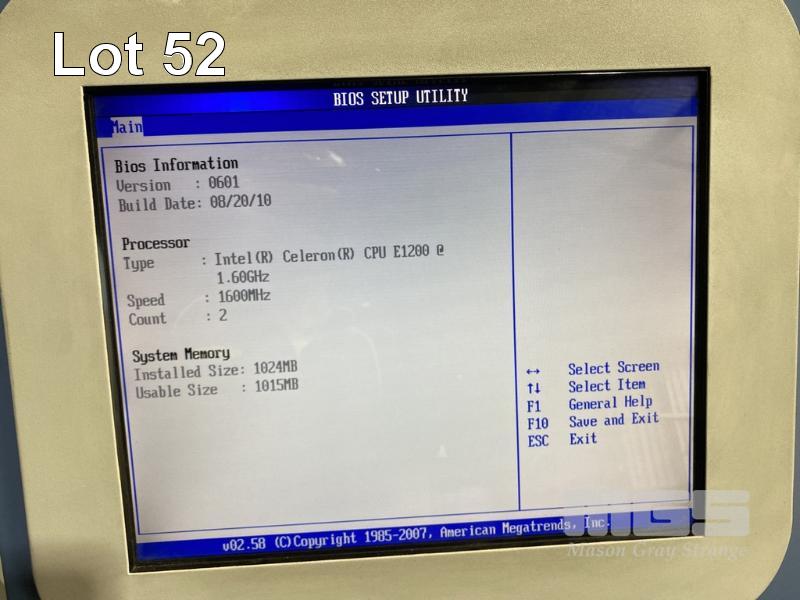 Lot 52
BIOS SETUP UTILITY
Main
Bios Information
Version : 0601
Build Date: 08/20/10
Processor
Type : Intel(R) Celeron(R) CPU E1200 @
1.60GHz
Speed : 1600MHz
Count : 2
System Memory
Installed Size: 1024MB
Usable Size : 1015MB
↔ Select Screen
↑↓ Select Item
F1 General Help
F10 Save and Exit
ESC Exit
v02.58 (C)Copyright 1985-2007, American Megatrends, Inc.
MGS
Mason Gray Strange